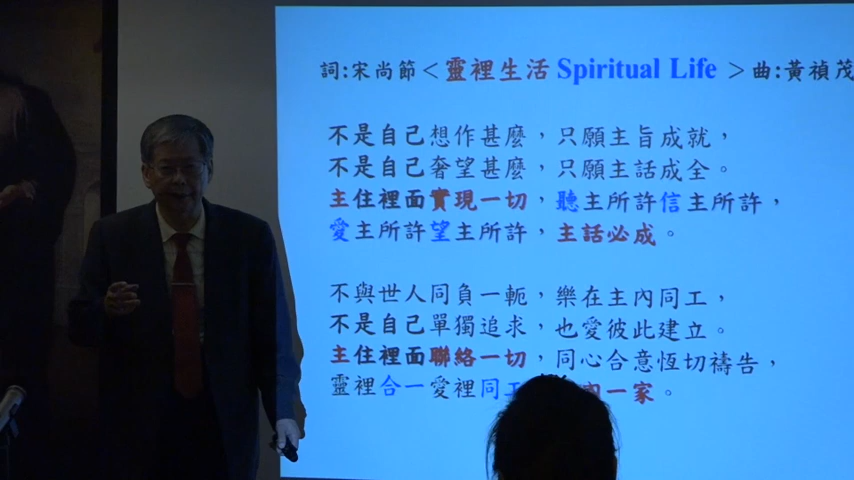 詞:宋尚節＜靈裡生活 Spiritual Life ＞曲:黃禎茂
不是自己想作甚麼，只願主旨成就，
不是自己奢望甚麼，只願主話成全。
主住裡面實現一切，聽主所許信主所許，
愛主所許望主所許，主話必成。
不與世人同負一軛，樂在主內同工，
不是自己單獨追求，也愛彼此建立。
主住裡面聯絡一切，同心合意恆切禱告，
靈裡合一愛裡同工 內一家。